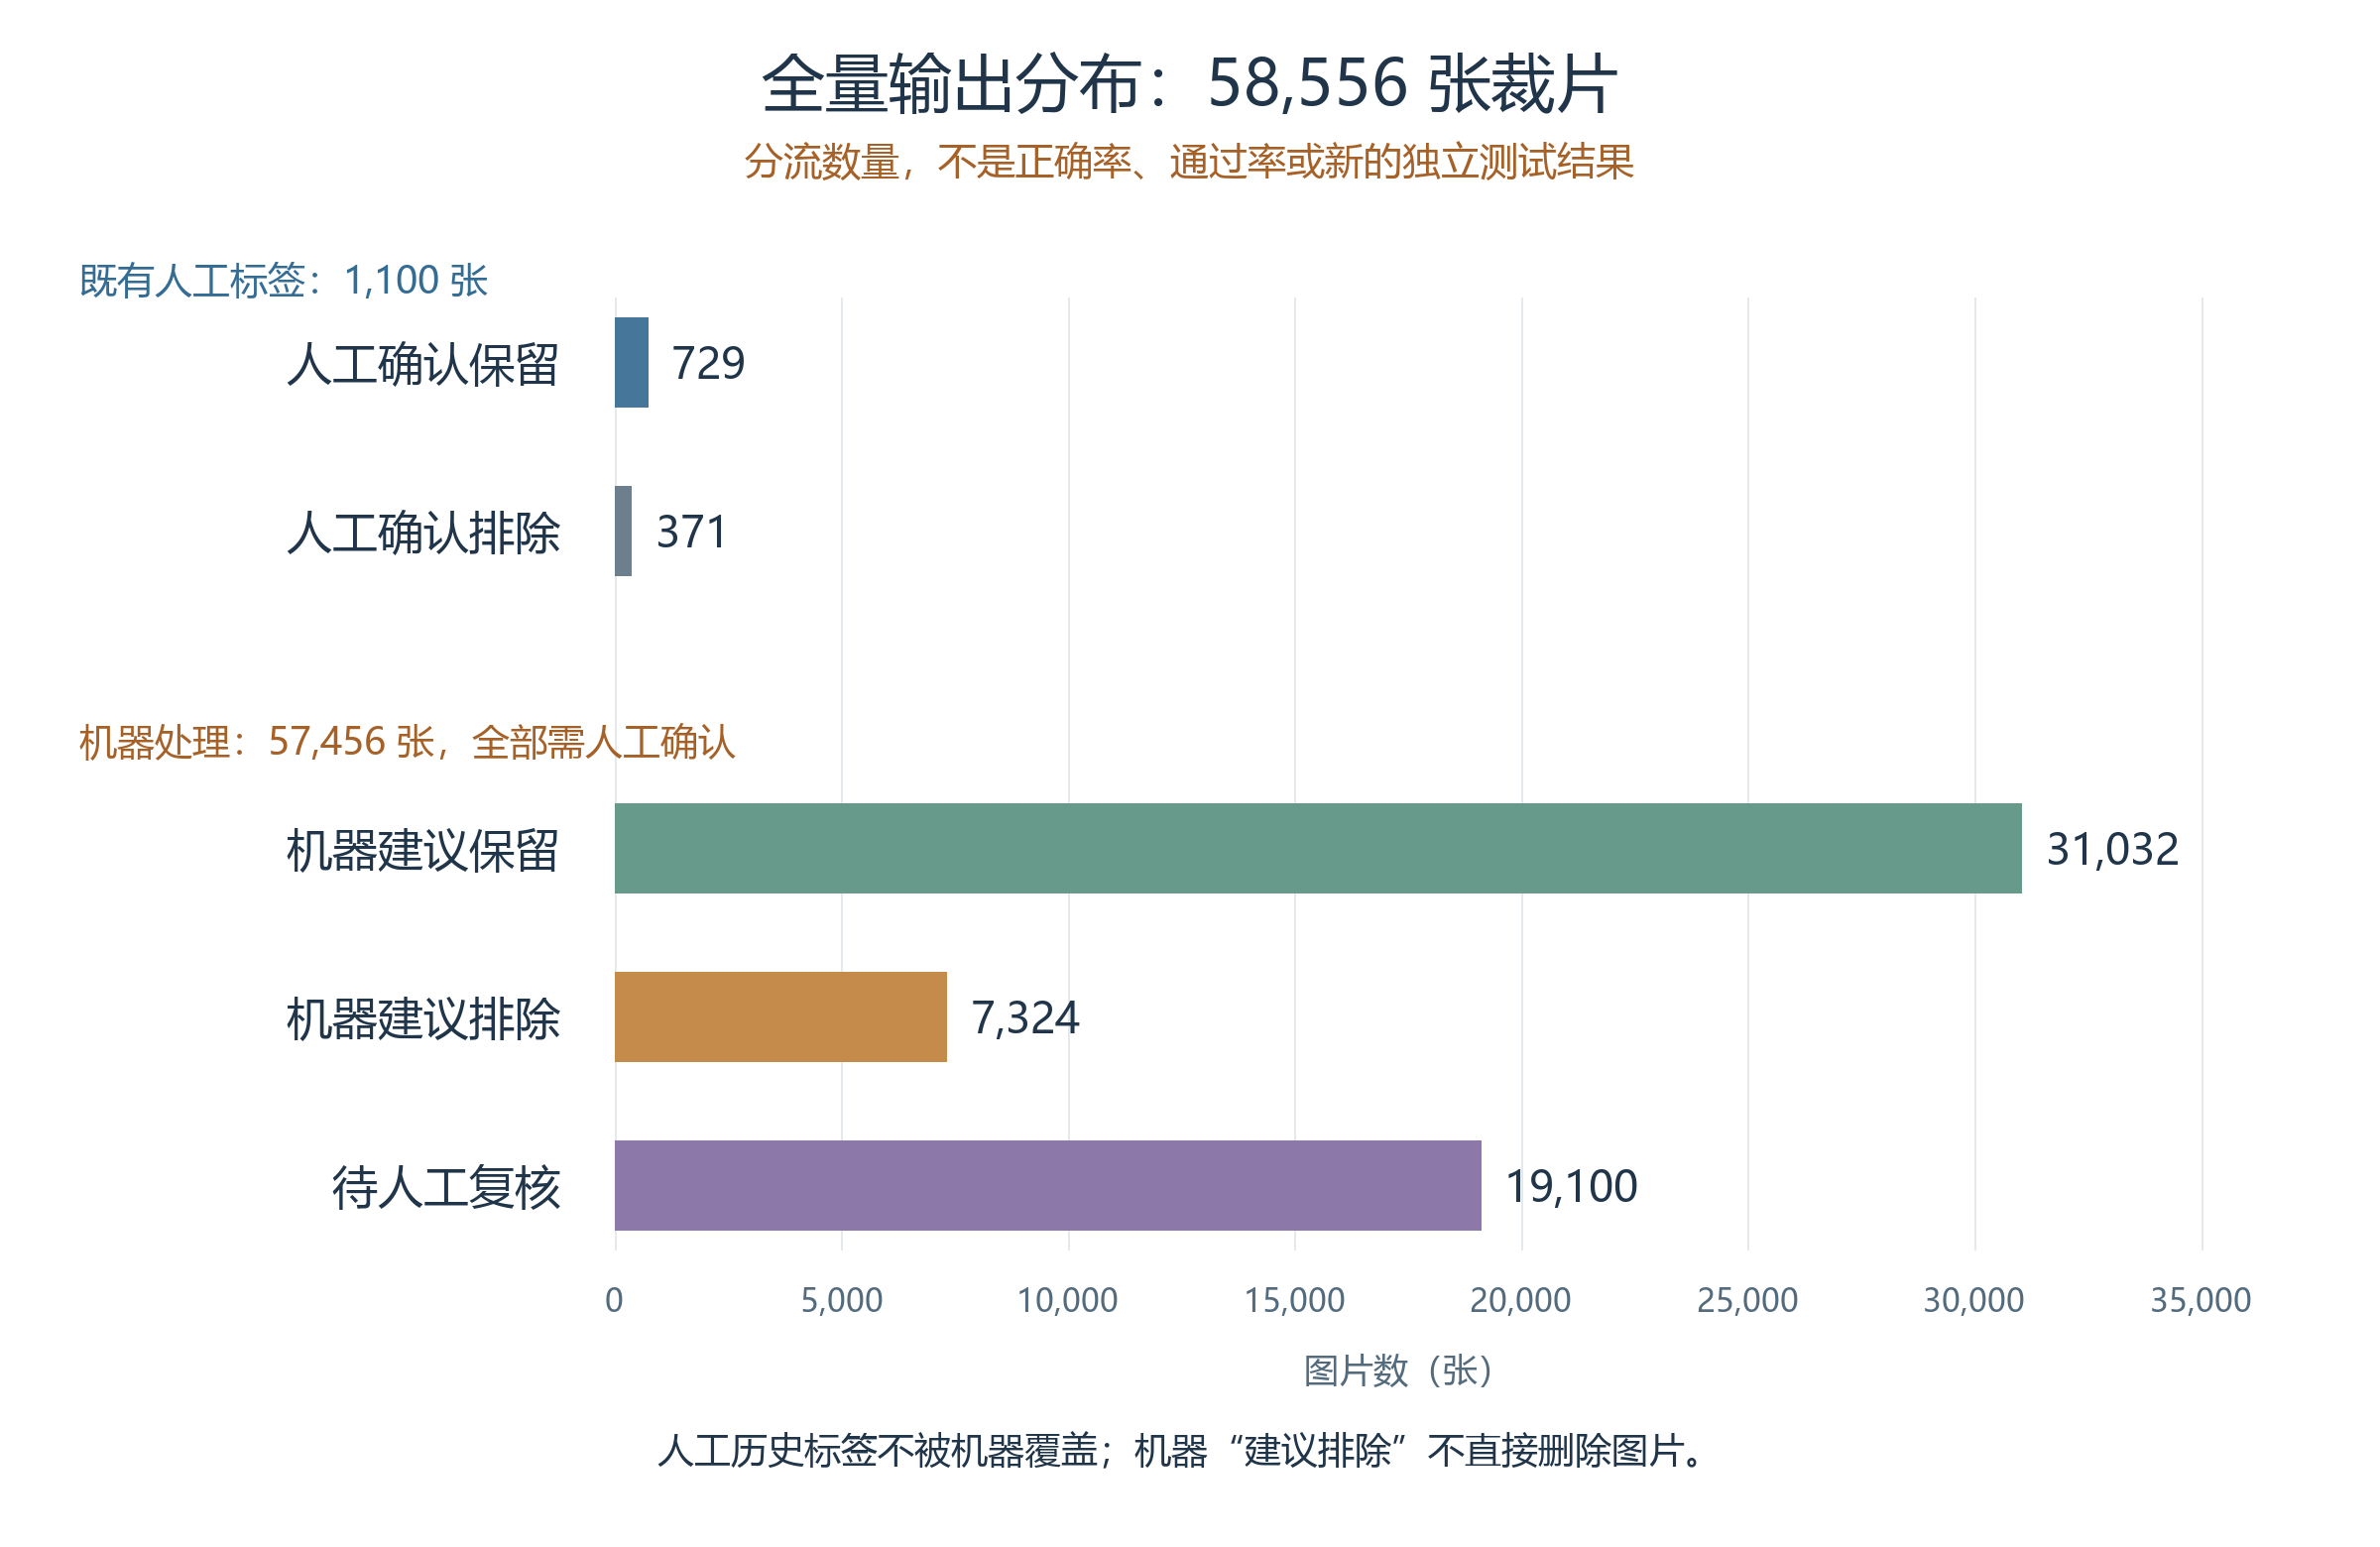 全量输出分布：58,556 张裁片
分流数量，不是正确率、通过率或新的独立测试结果
既有人工标签：1,100 张
人工确认保留 729
人工确认排除 371
机器处理：57,456 张，全部需人工确认
机器建议保留 31,032
机器建议排除 7,324
待人工复核 19,100
0 5,000 10,000 15,000 20,000 25,000 30,000 35,000
图片数（张）
人工历史标签不被机器覆盖；机器“建议排除”不直接删除图片。